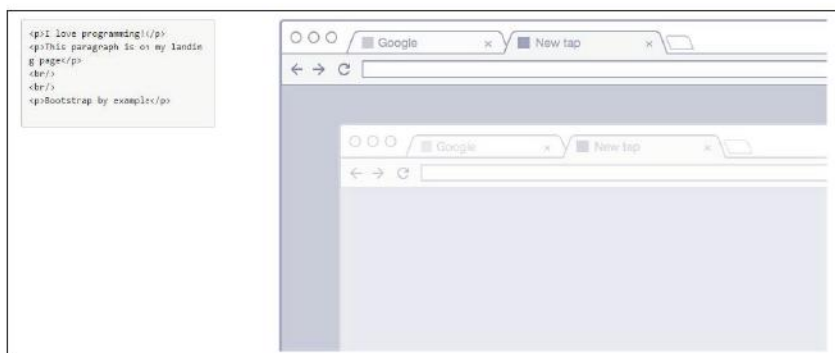 <p>I love programming!</p>
<p>This paragraph is on my landin
g page</p>
<br/>
<br/>
<p>Bootstrap by example</p>
Google × New tap ×
Google × New tap ×